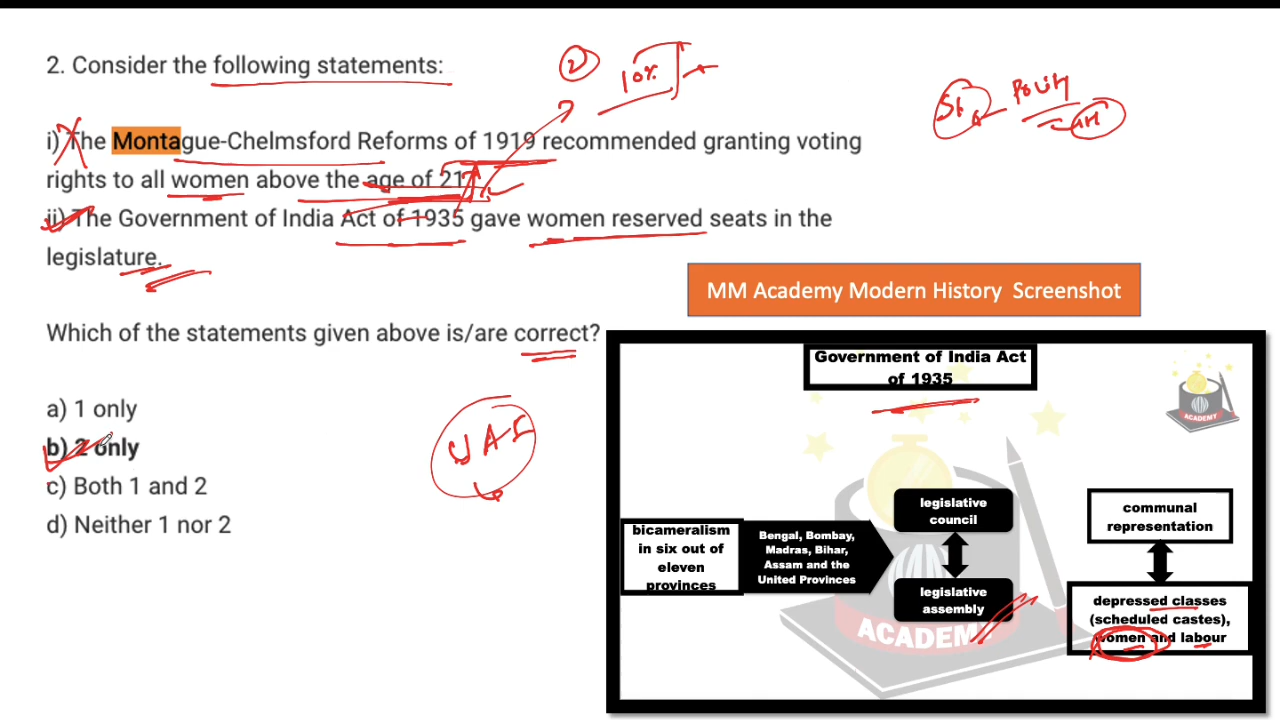 2. Consider the following statements:
10%
Polity
i) The Montague-Chelmsford Reforms of 1919 recommended granting voting
rights to all women above the age of 21.
ii) The Government of India Act of 1935 gave women reserved seats in the
legislature.
MM Academy Modern History Screenshot
Which of the statements given above is/are correct?
a) 1 only
b) 2 only
c) Both 1 and 2
d) Neither 1 nor 2
Government of India Act
of 1935
ACADEMY
bicameralism
in six out of
eleven
provinces
Bengal, Bombay,
Madras, Bihar,
Assam and the
United Provinces
legislative
council
legislative
assembly
communal
representation
depressed classes
(scheduled castes),
women and labour
ACADEMY